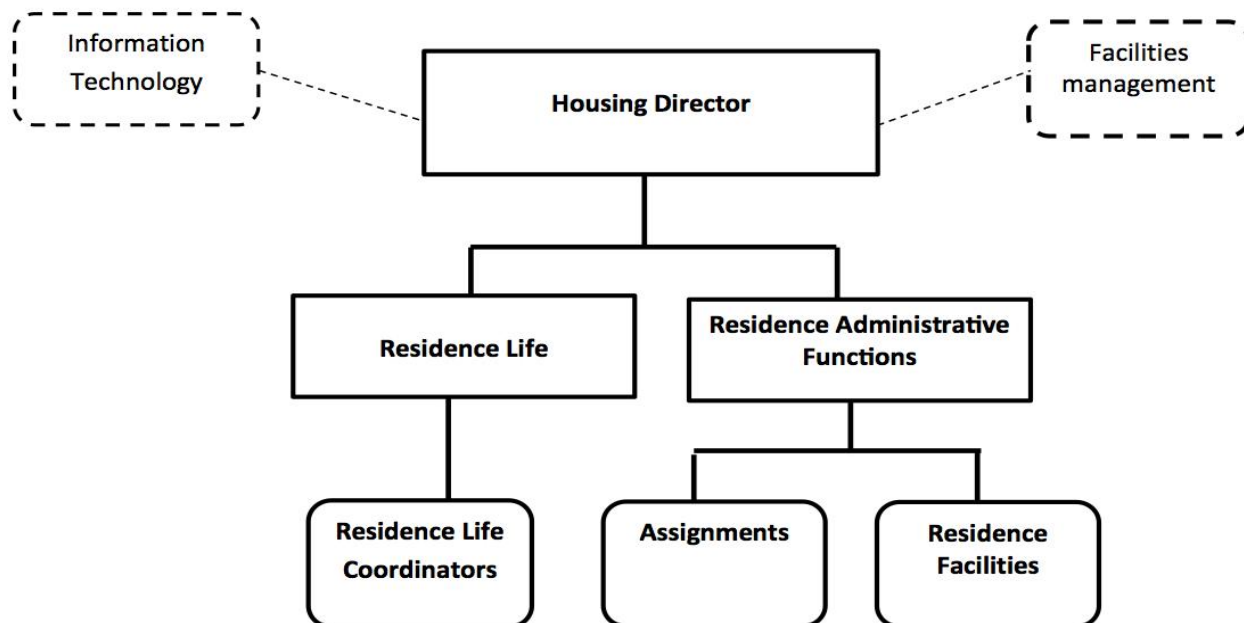 Information
Technology
Housing Director
Facilities
management
Residence Life
Residence Administrative
Functions
Residence Life
Coordinators
Assignments
Residence
Facilities